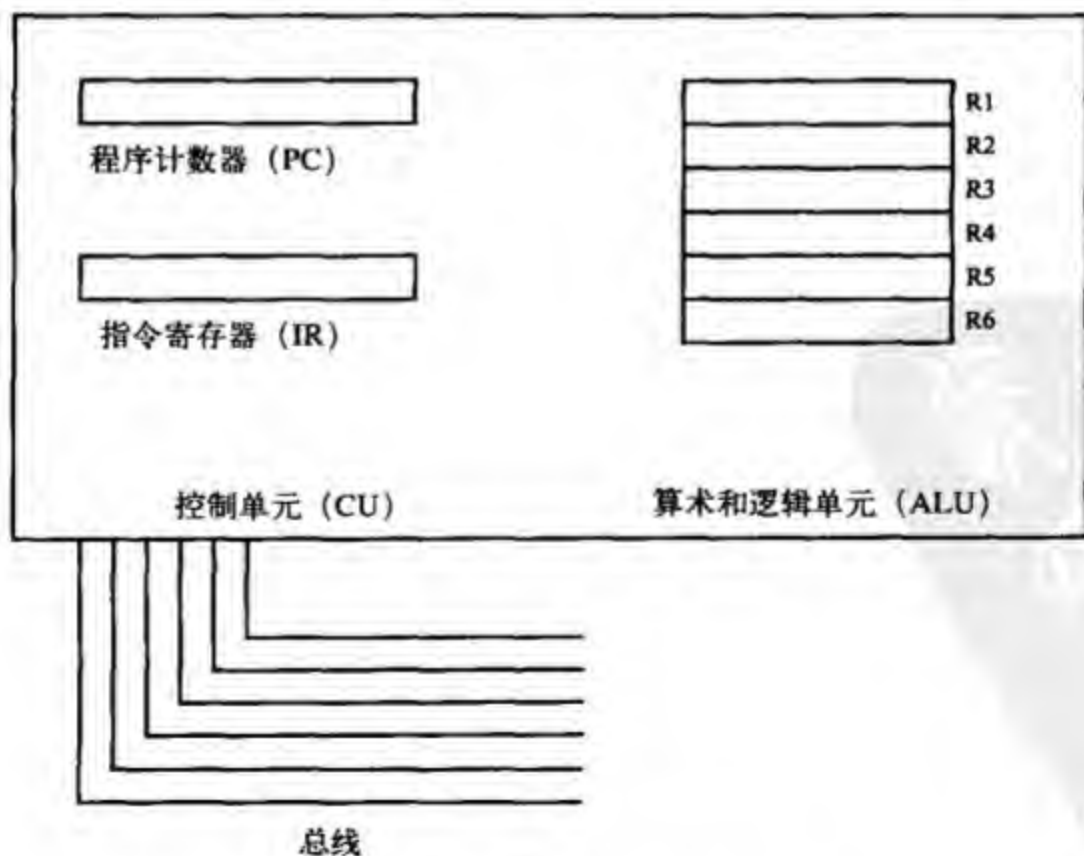 R1
程序计数器（PC）
R2
R3
R4
R5
指令寄存器（IR）
R6
控制单元（CU）
算术和逻辑单元（ALU）
总线